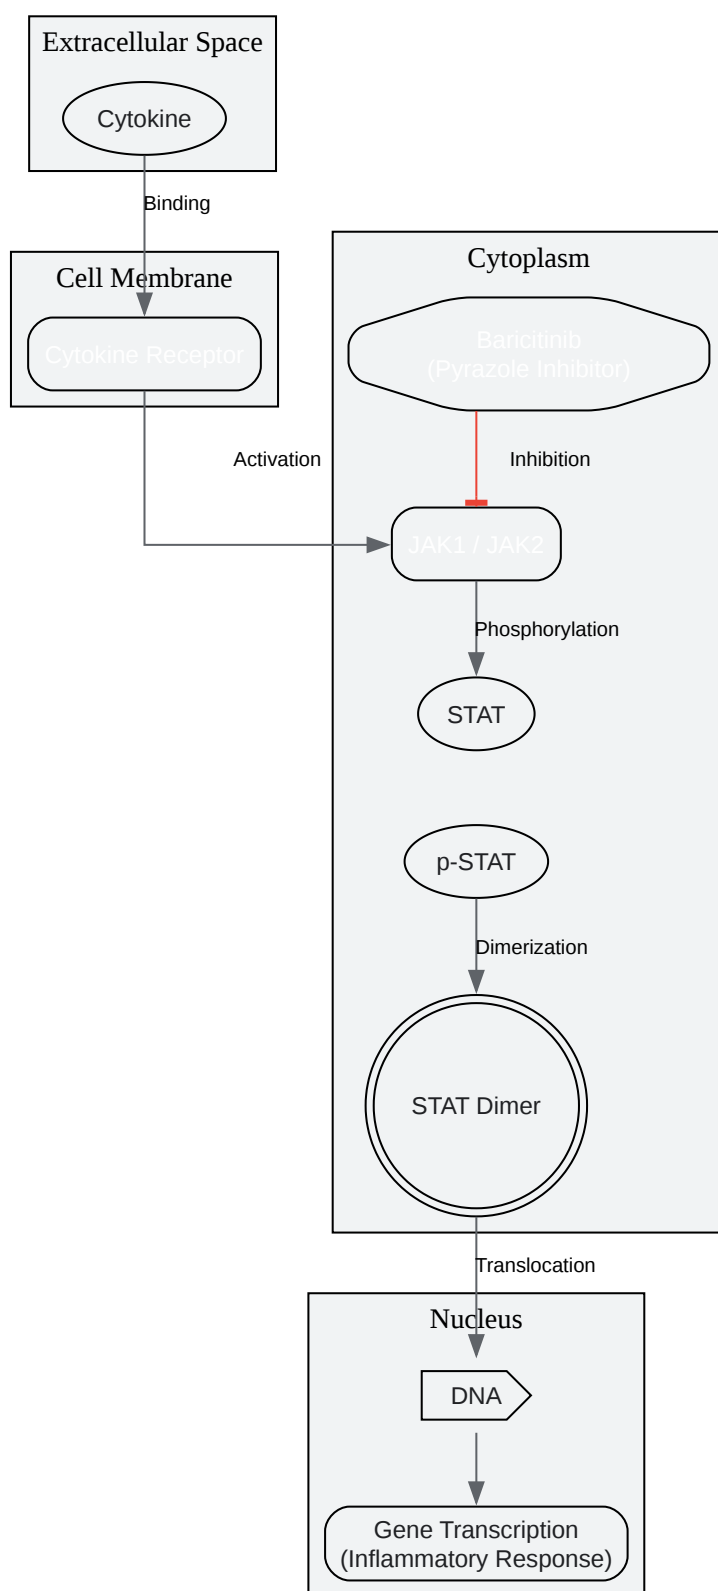 Extracellular Space
Cytokine
Binding
Cell Membrane
Cytokine Receptor
Cytoplasm
Baricitinib
(Pyrazole Inhibitor)
Activation
Inhibition
JAK1 / JAK2
Phosphorylation
STAT
p-STAT
Dimerization
STAT Dimer
Translocation
Nucleus
DNA
Gene Transcription
(Inflammatory Response)